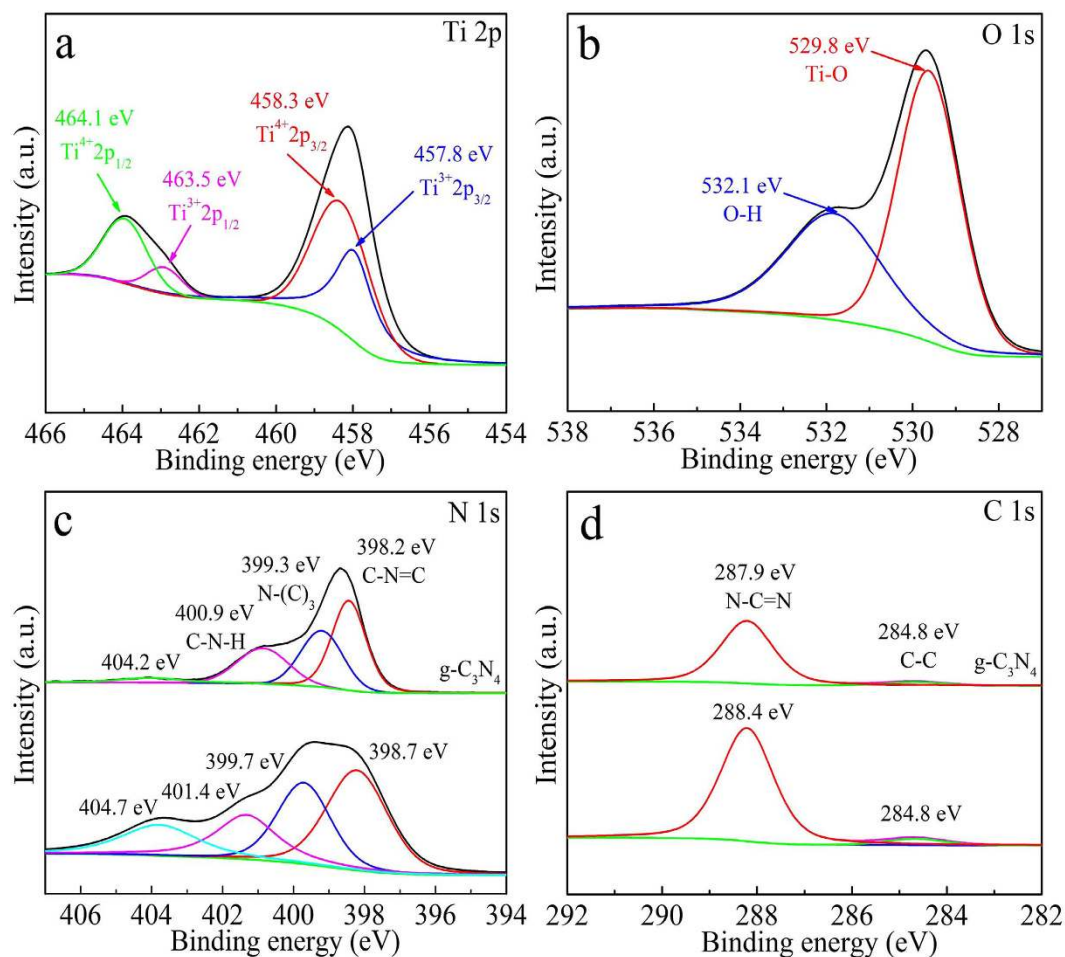 a
Ti 2p
464.1 eV
Ti⁴⁺2p₁/₂
463.5 eV
Ti³⁺2p₁/₂
458.3 eV
Ti⁴⁺2p₃/₂
457.8 eV
Ti³⁺2p₃/₂
Intensity (a.u.)
466 464 462 460 458 456 454
Binding energy (eV)
b
O 1s
529.8 eV
Ti-O
532.1 eV
O-H
Intensity (a.u.)
538 536 534 532 530 528
Binding energy (eV)
c
N 1s
398.2 eV
C-N=C
399.3 eV
N-(C)₃
400.9 eV
C-N-H
404.2 eV
g-C₃N₄
398.7 eV
399.7 eV
401.4 eV
404.7 eV
Intensity (a.u.)
406 404 402 400 398 396 394
Binding energy (eV)
d
C 1s
287.9 eV
N-C=N
284.8 eV
C-C
g-C₃N₄
288.4 eV
284.8 eV
Intensity (a.u.)
292 290 288 286 284 282
Binding energy (eV)